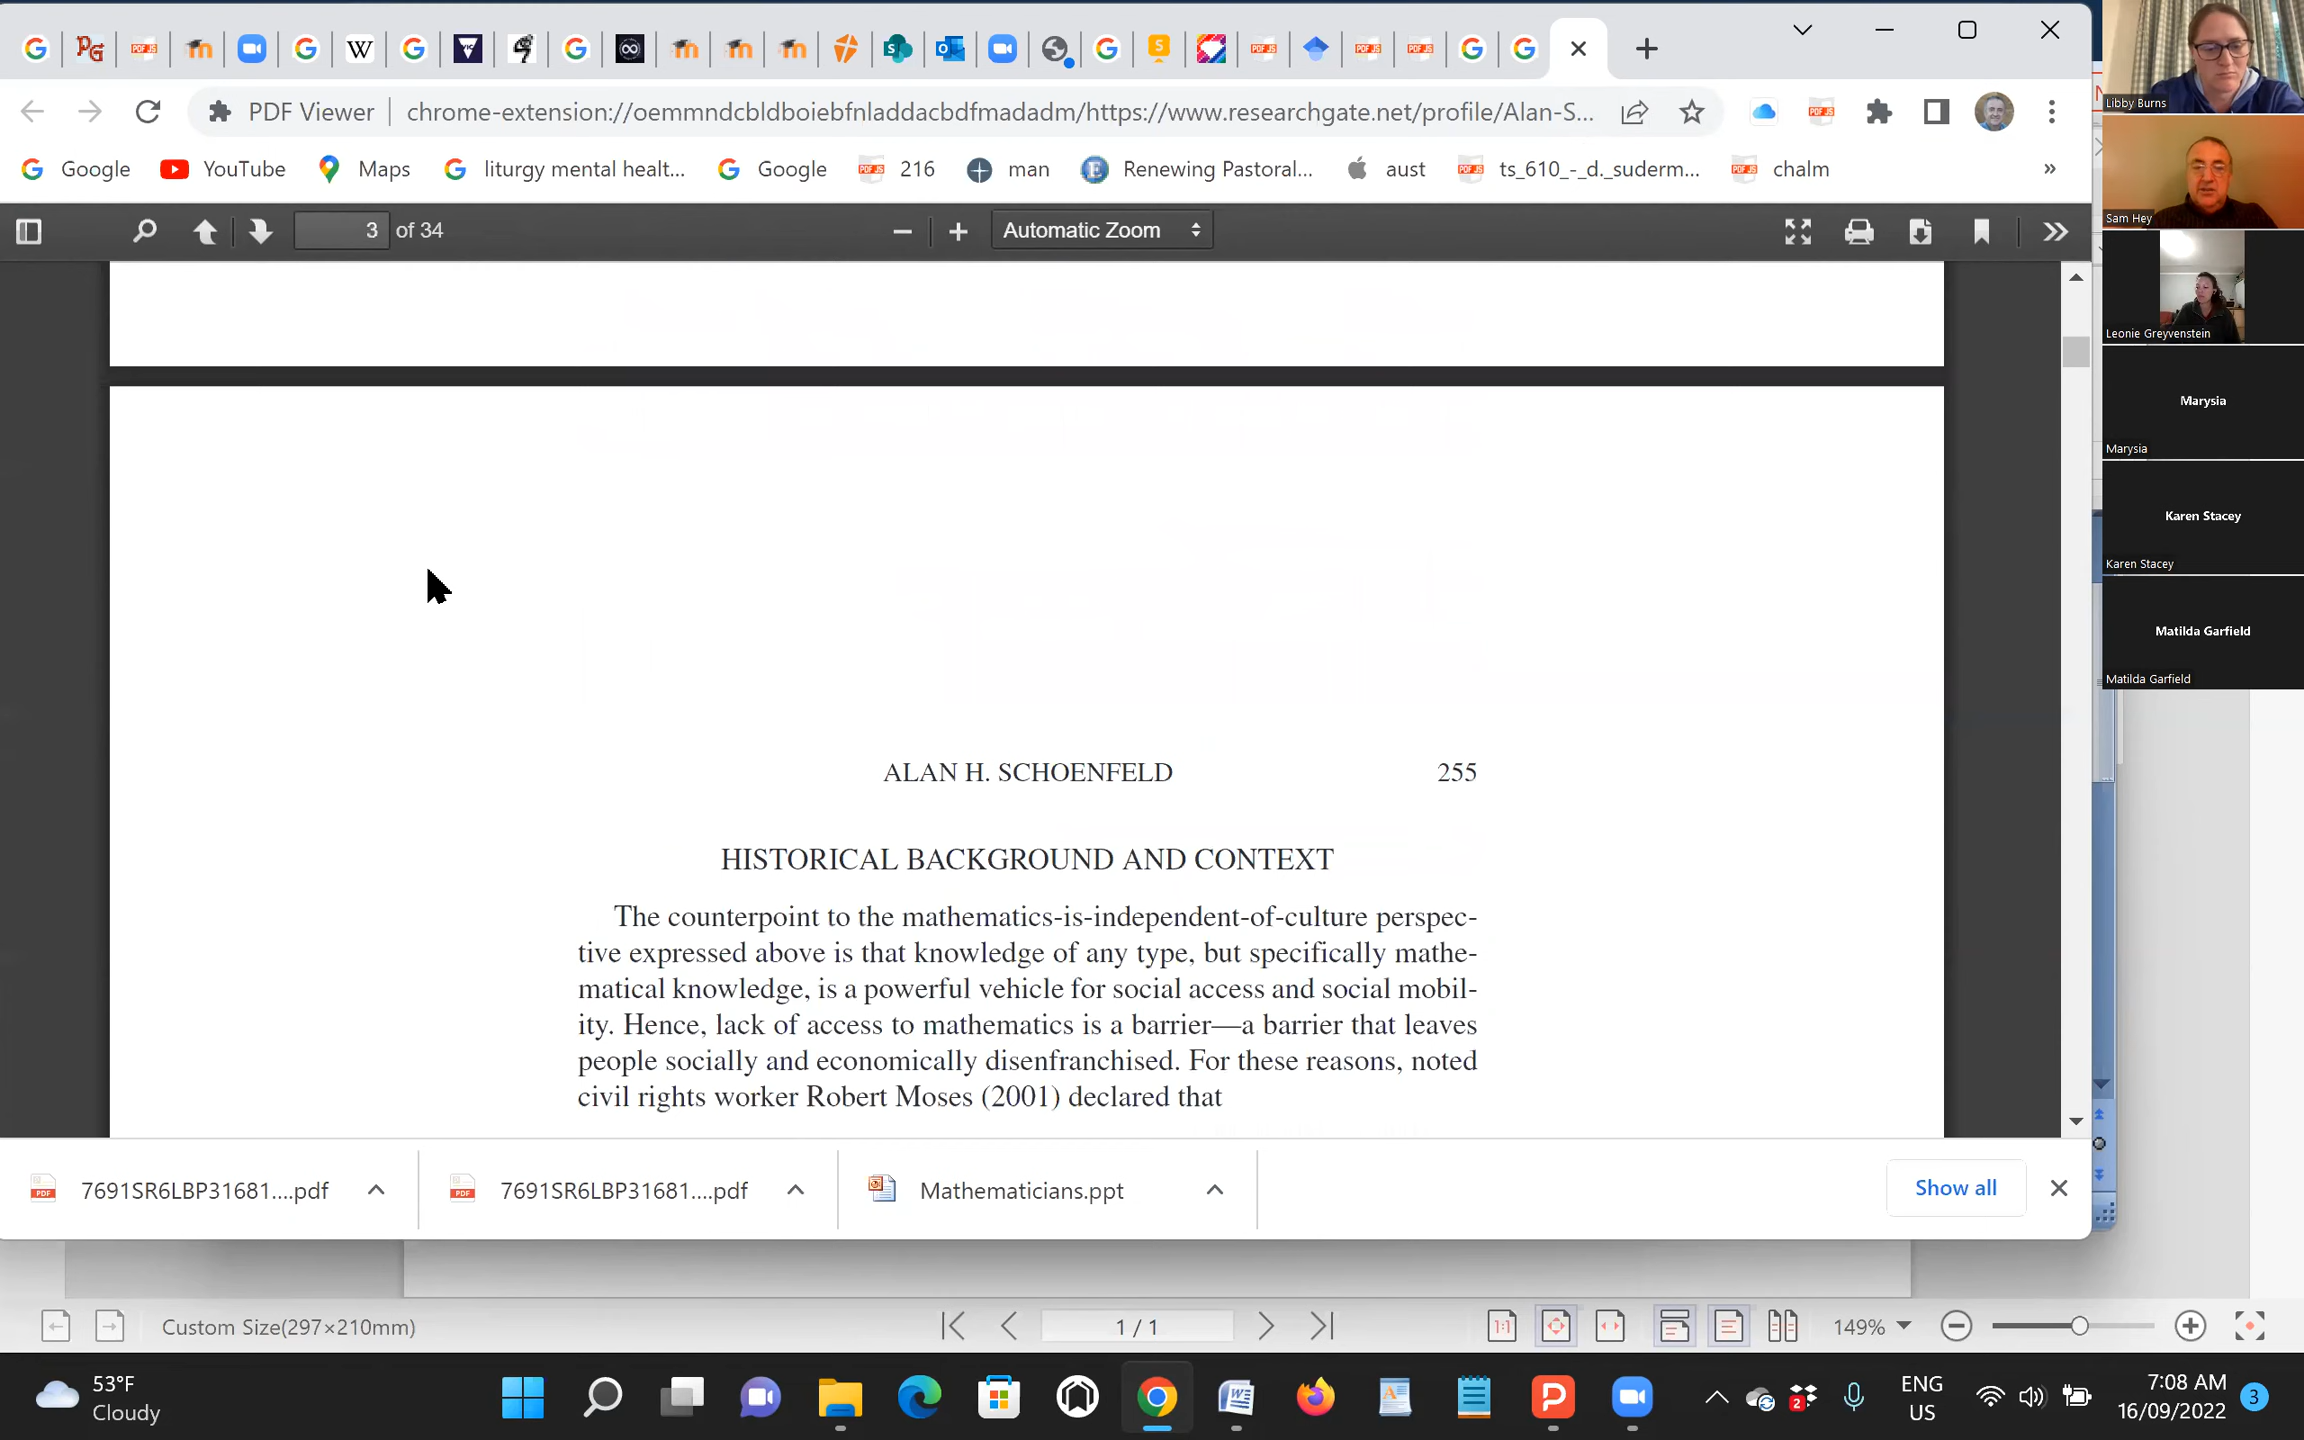 Libby Burns
PDF Viewer
chrome-extension://oemmndcbldboiebfnladdacbdfmadadm/https://www.researchgate.net/profile/Alan-S...
Google
YouTube
Maps
liturgy mental healt...
Google
216
man
Renewing Pastoral...
aust
ts_610_-_d._suderm...
chalm
»
Sam Hey
3 of 34
Automatic Zoom
Leonie Greyvenstein
Marysia
Marysia
Karen Stacey
Karen Stacey
Matilda Garfield
Matilda Garfield
ALAN H. SCHOENFELD 255
HISTORICAL BACKGROUND AND CONTEXT
The counterpoint to the mathematics-is-independent-of-culture perspec-
tive expressed above is that knowledge of any type, but specifically mathe-
matical knowledge, is a powerful vehicle for social access and social mobil-
ity. Hence, lack of access to mathematics is a barrier—a barrier that leaves
people socially and economically disenfranchised. For these reasons, noted
civil rights worker Robert Moses (2001) declared that
7691SR6LBP31681....pdf
7691SR6LBP31681....pdf
Mathematicians.ppt
Show all
Custom Size(297×210mm)
1 / 1
1:1
149%
53°F
Cloudy
2
ENG
US
7:08 AM
16/09/2022
3